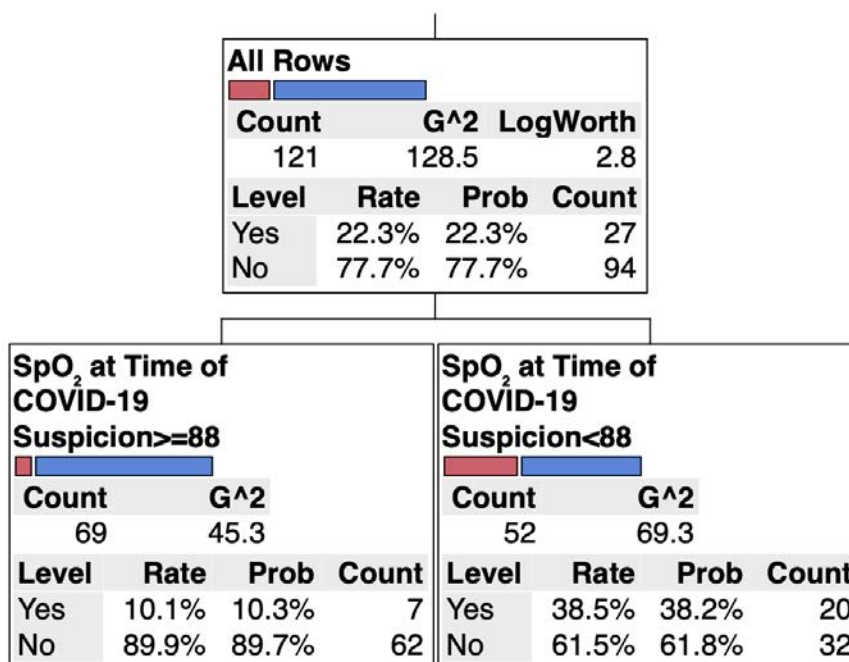 All Rows
Count G^2 LogWorth
121 128.5 2.8
Level Rate Prob Count
Yes 22.3% 22.3% 27
No 77.7% 77.7% 94
SpO₂ at Time of
COVID-19
Suspicion>=88
Count G^2
69 45.3
Level Rate Prob Count
Yes 10.1% 10.3% 7
No 89.9% 89.7% 62
SpO₂ at Time of
COVID-19
Suspicion<88
Count G^2
52 69.3
Level Rate Prob Count
Yes 38.5% 38.2% 20
No 61.5% 61.8% 32